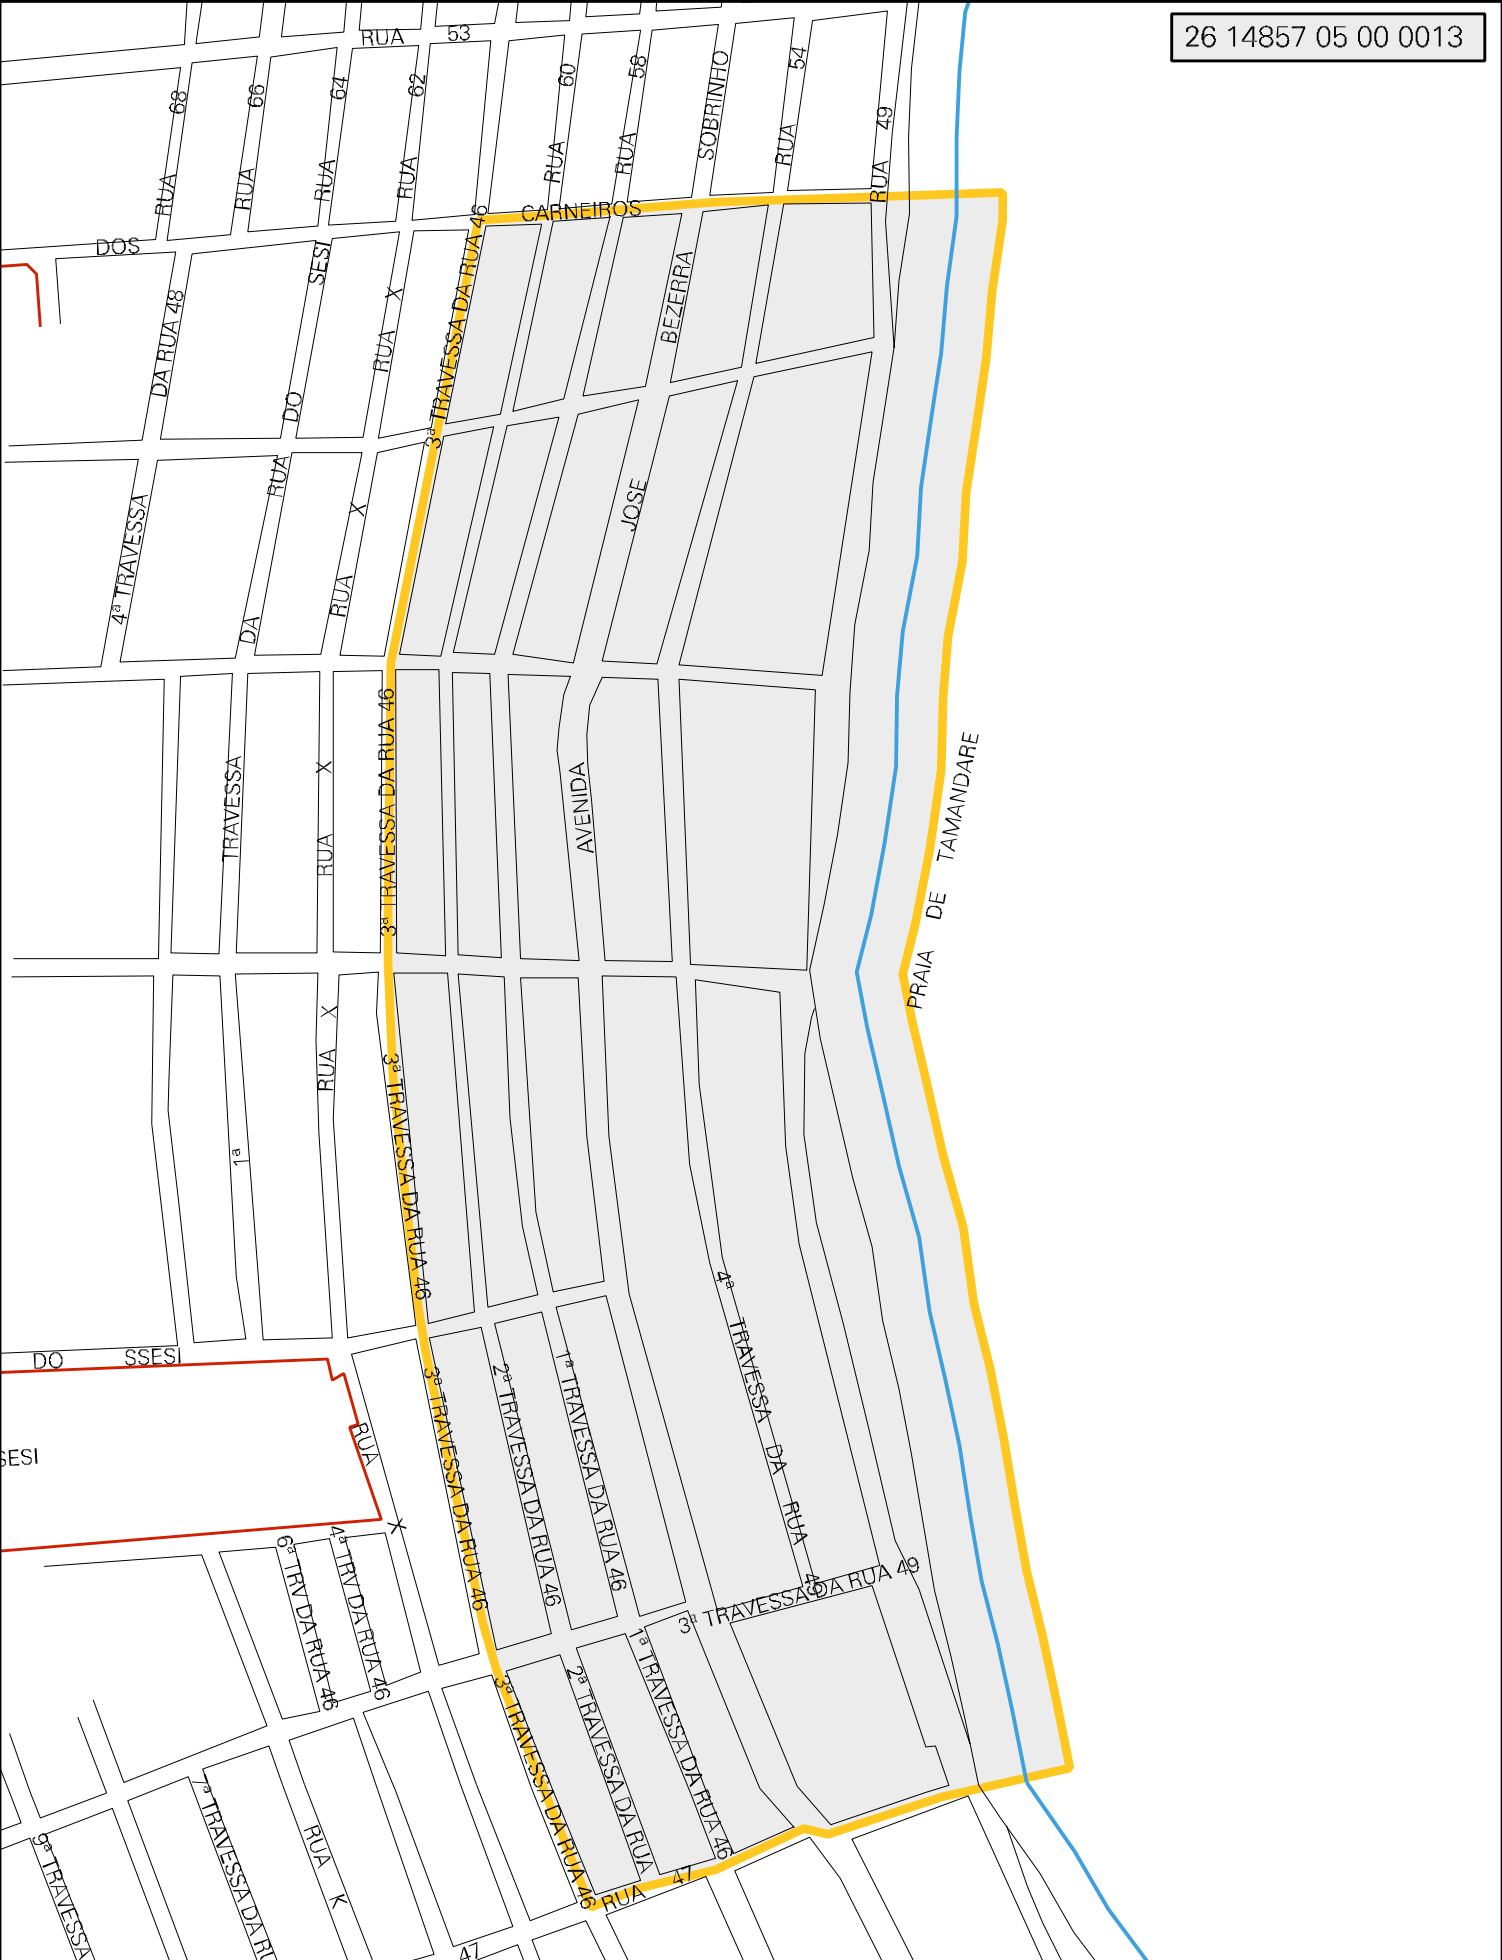 26 14857 05 00 0013
RUA 53
RUA 68
RUA 66
RUA 64
RUA 62
RUA 60
RUA 58
SOBRINHO
RUA 54
RUA 49
DOS
CARNEIROS
DA RUA 48
4ª TRAVESSA
SESI
DO
RUA
DA
TRAVESSA
1ª
RUA X
RUA X
RUA X
RUA X
3ª TRAVESSA DA RUA 46
BEZERRA
JOSE
AVENIDA
3ª TRAVESSA DA RUA 46
PRAIA DE TAMANDARE
3ª TRAVESSA DA RUA 46
4ª TRAVESSA DA RUA 49
DO SSESI
SESI
RUA X
3ª TRAVESSA DA RUA 46
2ª TRAVESSA DA RUA 46
1ª TRAVESSA DA RUA 46
3ª TRAVESSA DA RUA 49
6ª TRV DA RUA 46
4ª TRV DA RUA 46
3ª TRAVESSA DA RUA 46
2ª TRAVESSA DA RUA
1ª TRAVESSA DA RUA 46
9ª TRAVESSA
7ª TRAVESSA DA RU
RUA K
RUA 47
47